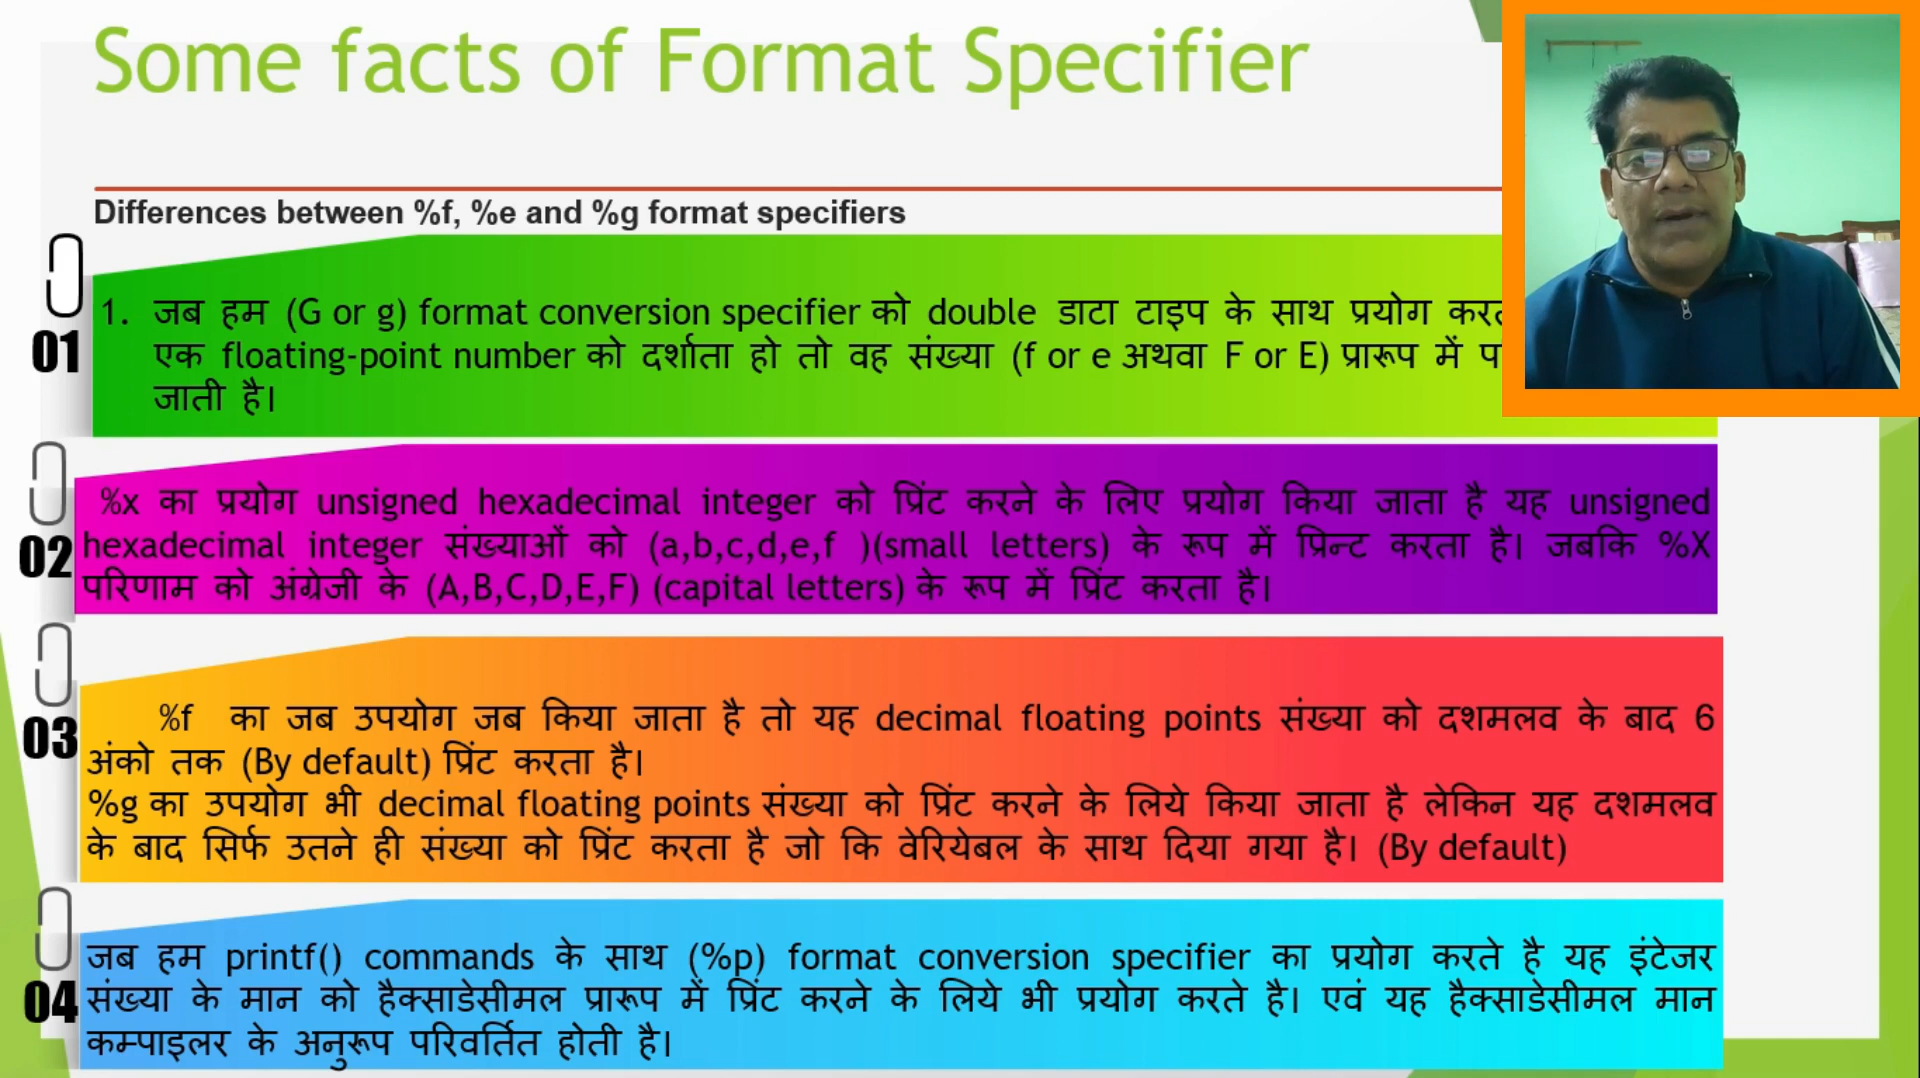 Some facts of Format Specifier
Differences between %f, %e and %g format specifiers
01
1. जब हम (G or g) format conversion specifier को double डाटा टाइप के साथ प्रयोग
एक floating-point number को दर्शाता हो तो वह संख्या (f or e अथवा F or E) प्रारूप में
जाती है।
02
%x का प्रयोग unsigned hexadecimal integer को प्रिंट करने के लिए प्रयोग किया जाता है यह unsigned
hexadecimal integer संख्याओं को (a,b,c,d,e,f )(small letters) के रूप में प्रिन्ट करता है। जबकि %X
परिणाम को अंग्रेजी के (A,B,C,D,E,F) (capital letters) के रूप में प्रिंट करता है।
03
%f का जब उपयोग जब किया जाता है तो यह decimal floating points संख्या को दशमलव के बाद 6
अंको तक (By default) प्रिंट करता है।
%g का उपयोग भी decimal floating points संख्या को प्रिंट करने के लिये किया जाता है लेकिन यह दशमलव
के बाद सिर्फ उतने ही संख्या को प्रिंट करता है जो कि वेरियेबल के साथ दिया गया है। (By default)
04
जब हम printf() commands के साथ (%p) format conversion specifier का प्रयोग करते है यह इंटेजर
संख्या के मान को हैक्साडेसीमल प्रारूप में प्रिंट करने के लिये भी प्रयोग करते है। एवं यह हैक्साडेसीमल मान
कम्पाइलर के अनुरूप परिवर्तित होती है।